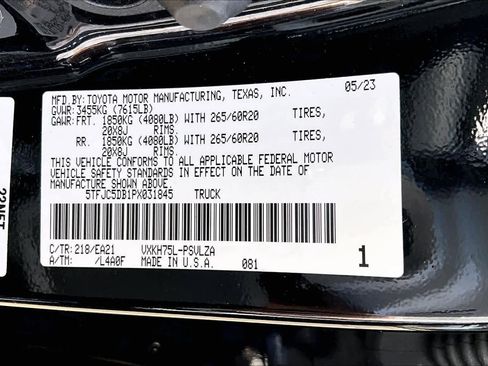 MFD.BY:TOYOTA MOTOR MANUFACTURING, TEXAS, INC. 05/23
GVWR:3455KG (7615LB)
GAWR:FRT. 1850KG (4080LB) WITH 265/60R20 TIRES,
20X8J RIMS.
RR. 1850KG (4080LB) WITH 265/60R20 TIRES,
20X8J RIMS.
THIS VEHICLE CONFORMS TO ALL APPLICABLE FEDERAL MOTOR
VEHICLE SAFETY STANDARDS IN EFFECT ON THE DATE OF
MANUFACTURE SHOWN ABOVE.
5TFJC5DB1PX031845 TRUCK
C/TR:218/EA21 VXKH75L-PSVLZA
A/TM: /L4A0F MADE IN U.S.A. 081 1